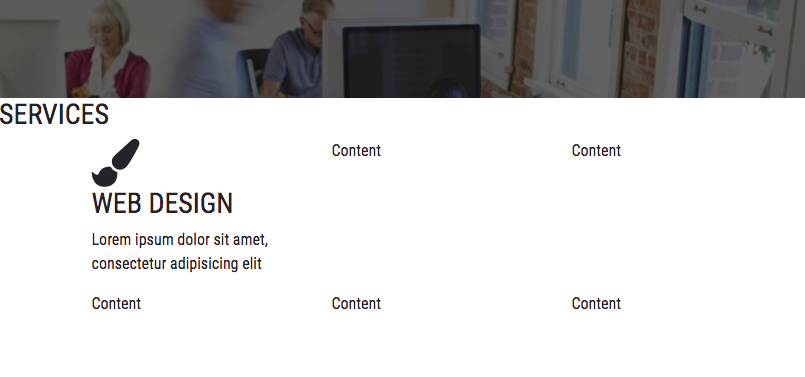 SERVICES
Content
Content
WEB DESIGN
Lorem ipsum dolor sit amet,
consectetur adipisicing elit
Content
Content
Content